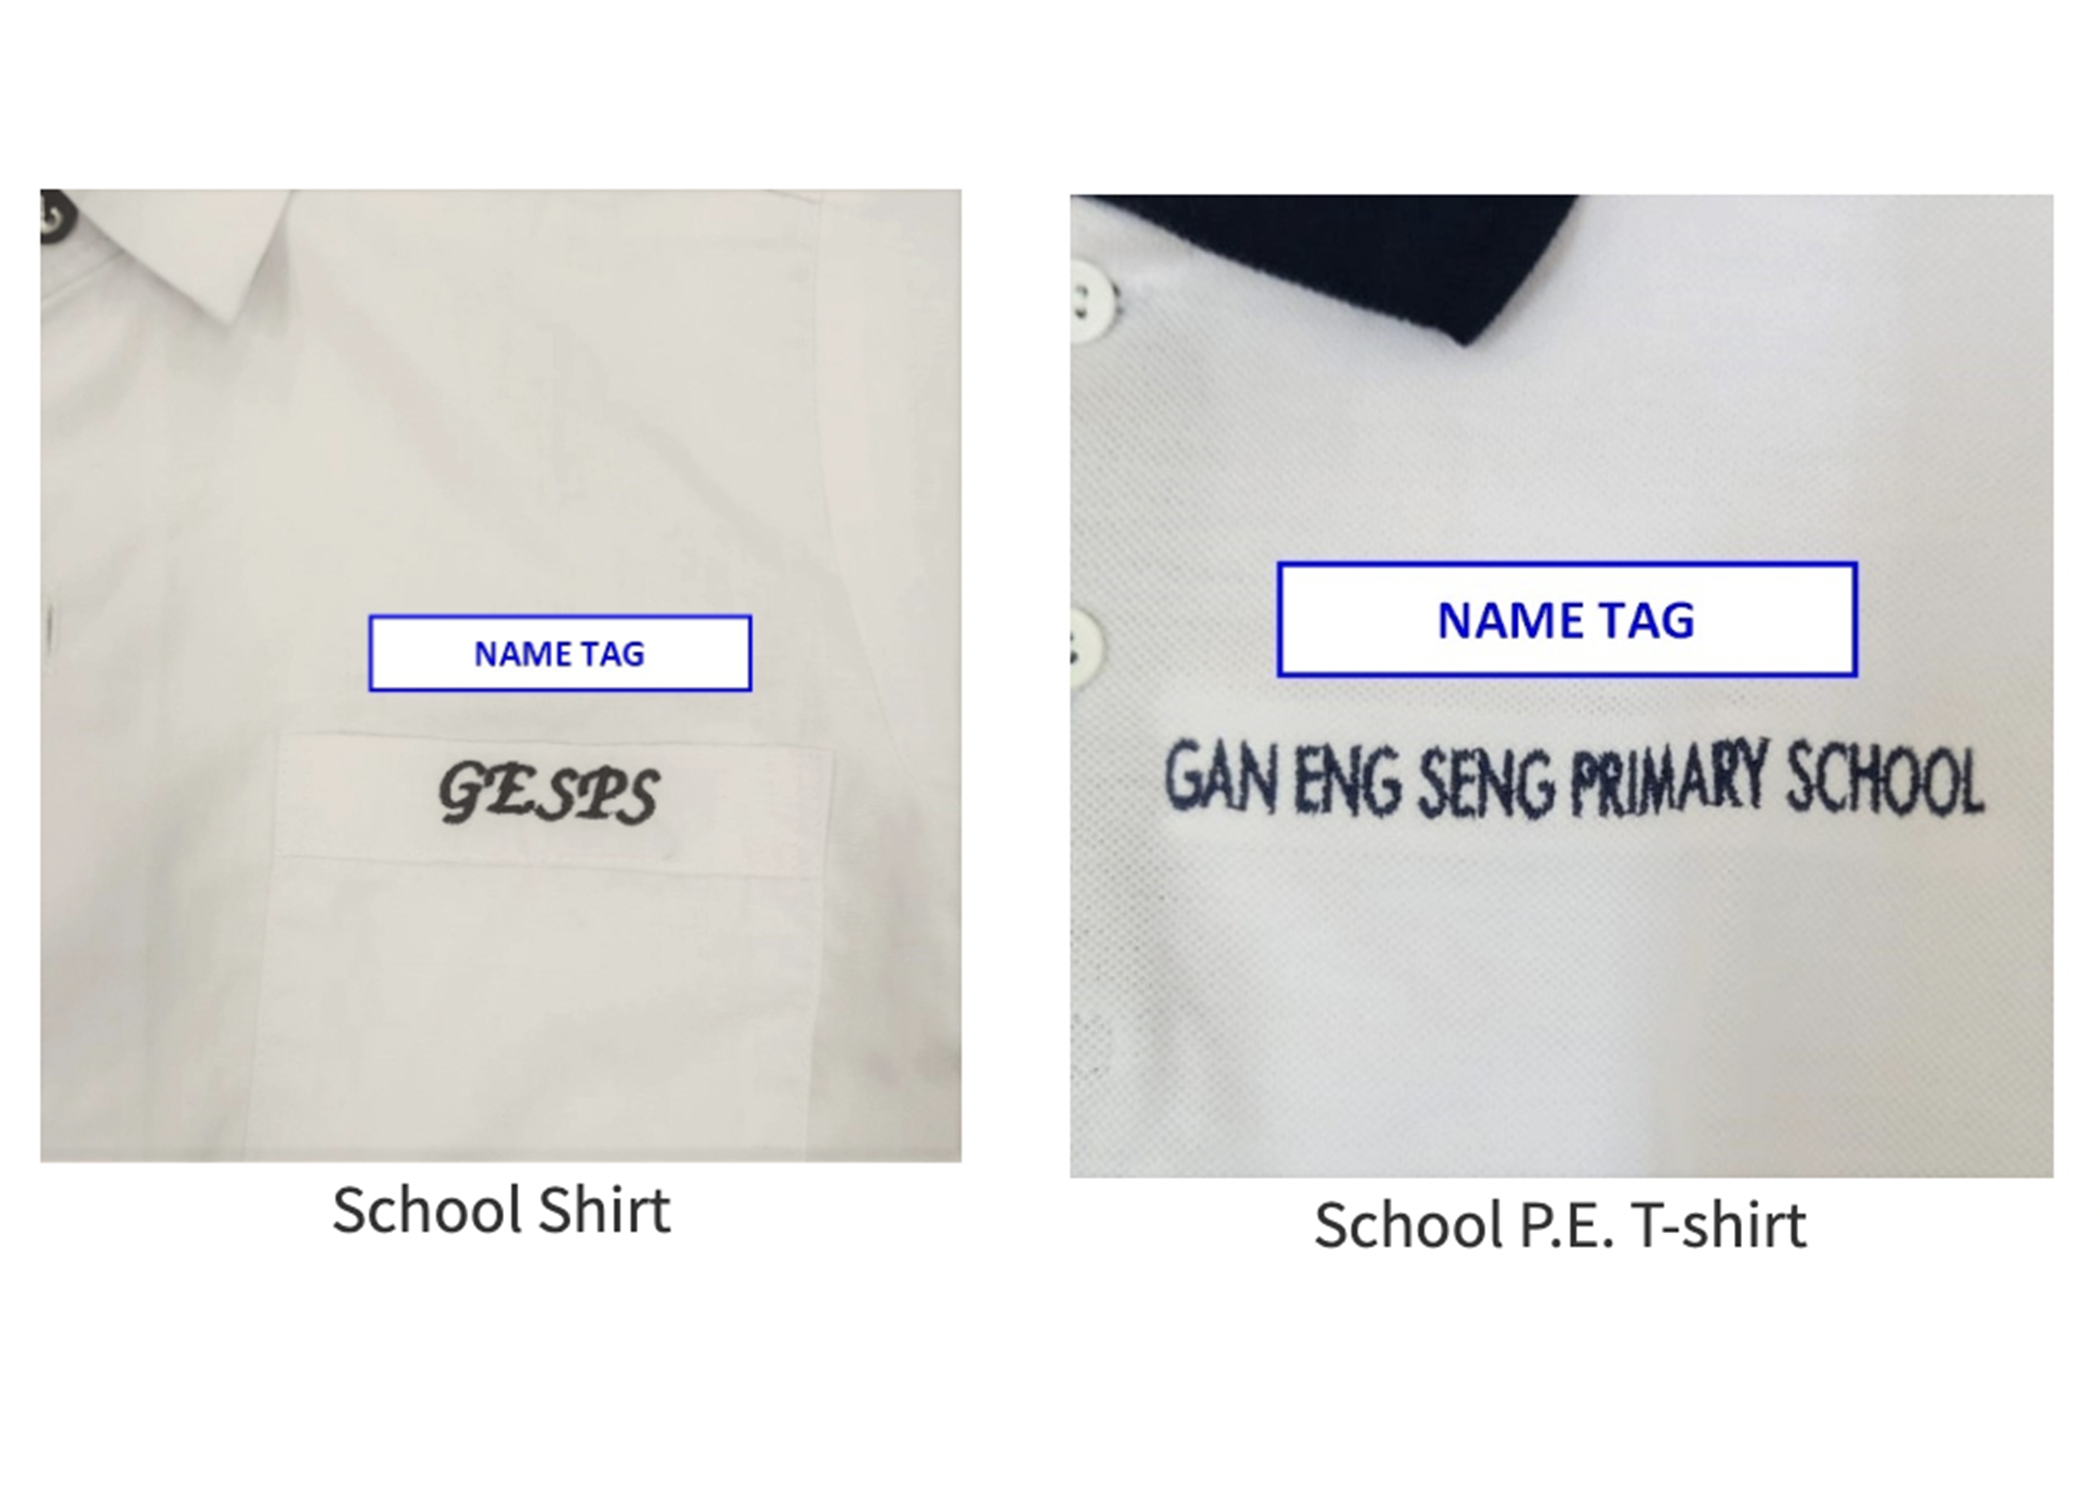 NAME TAG
GESPS
School Shirt
NAME TAG
GAN ENG SENG PRIMARY SCHOOL
School P.E. T-shirt